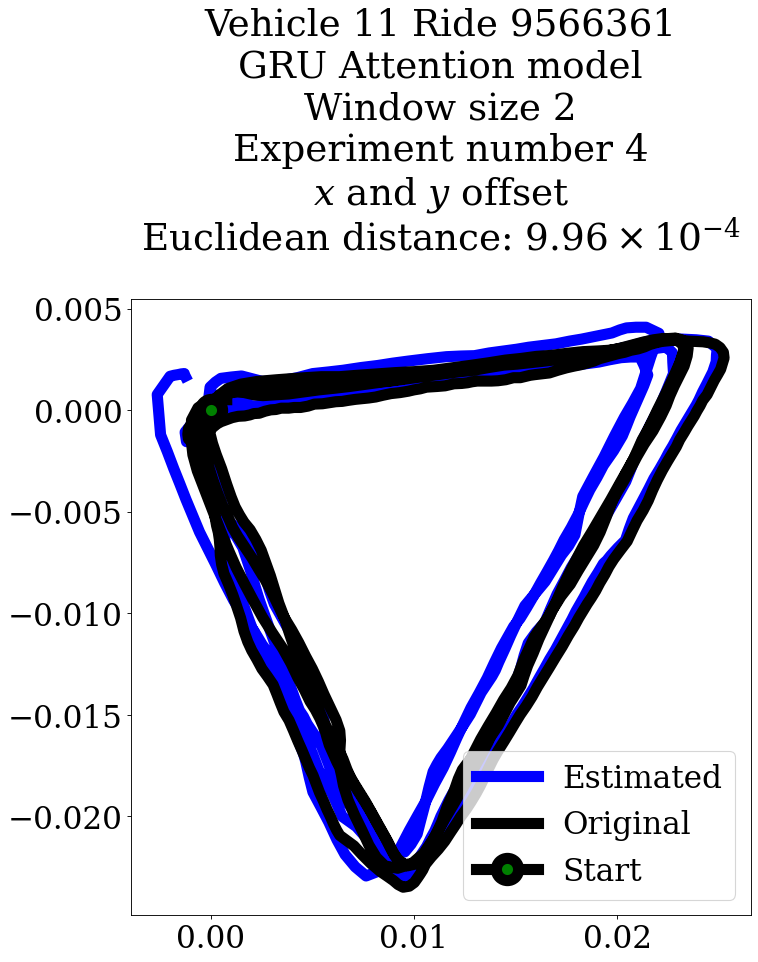 Vehicle 11 Ride 9566361
GRU Attention model
Window size 2
Experiment number 4
x and y offset
Euclidean distance: 9.96 × 10⁻⁴
0.005
0.000
−0.005
−0.010
−0.015
−0.020
Estimated
Original
Start
0.00 0.01 0.02